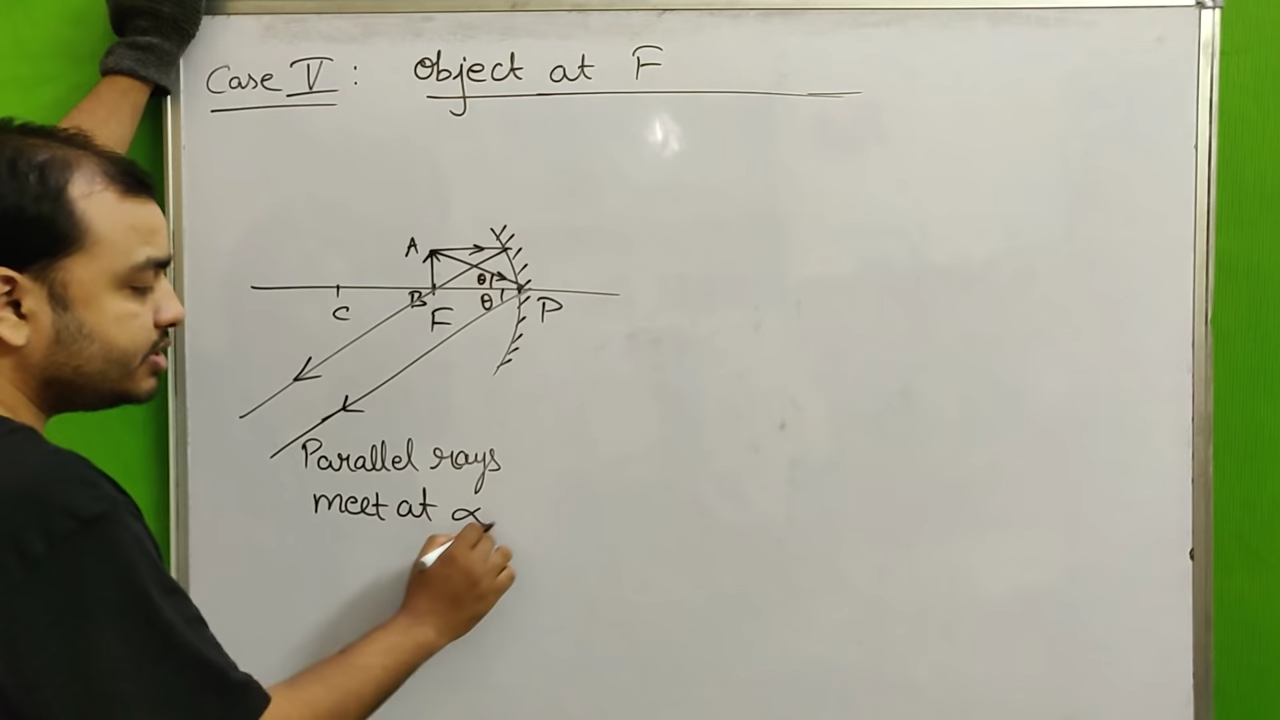 Case V : Object at F
A
θ
B
θ
C
F
P
Parallel rays
meet at ∝